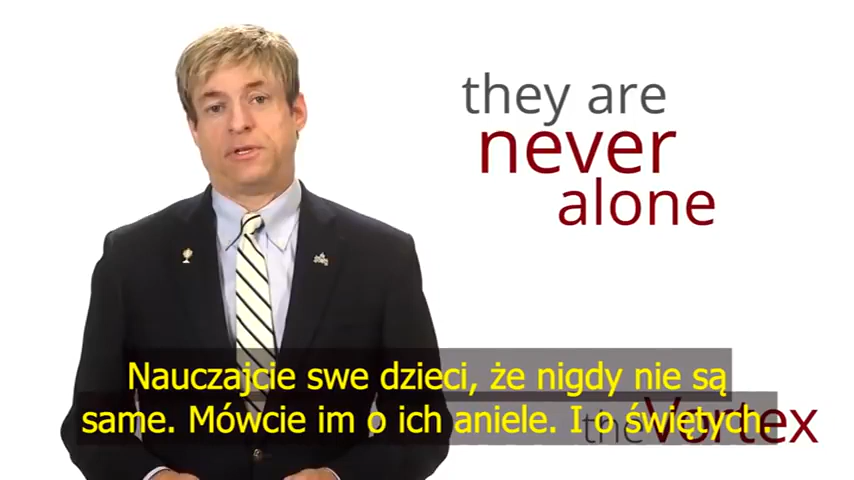 they are
never
alone
Nauczajcie swe dzieci, że nigdy nie są
same. Mówcie im o ich aniele. I o świętych.
theVortex